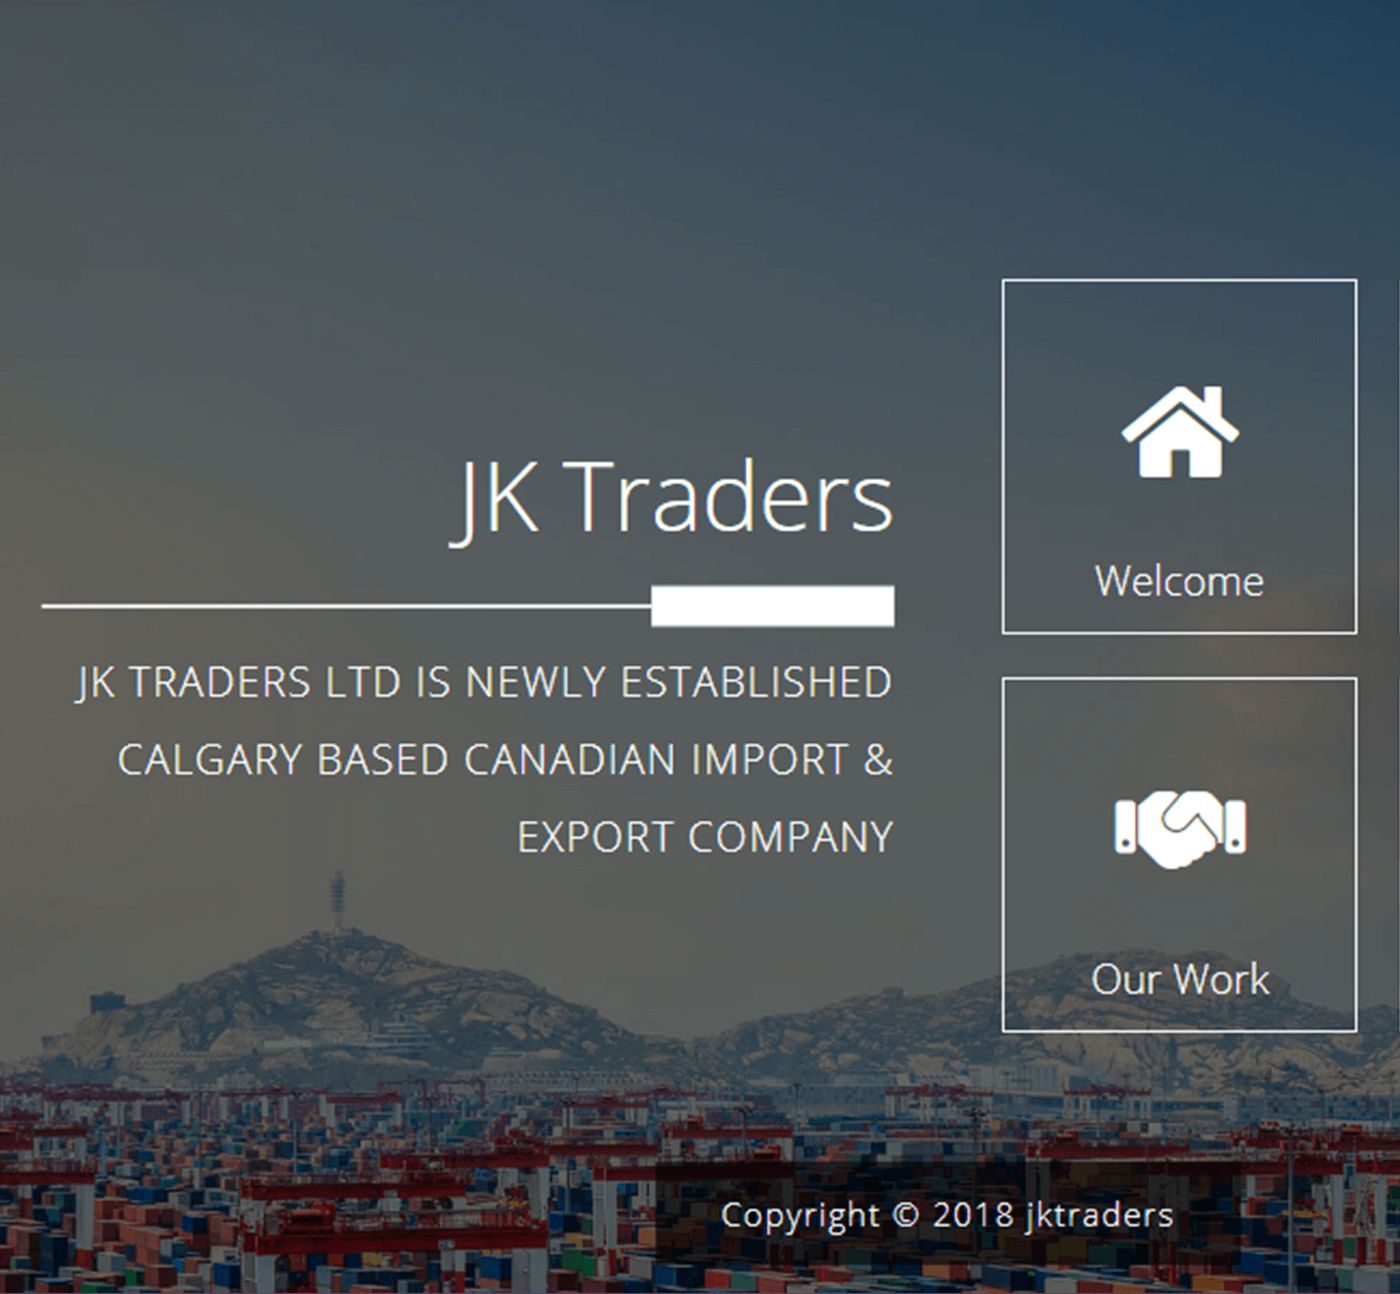 JK Traders
JK TRADERS LTD IS NEWLY ESTABLISHED
CALGARY BASED CANADIAN IMPORT &
EXPORT COMPANY
Welcome
Our Work
Copyright © 2018 jktraders